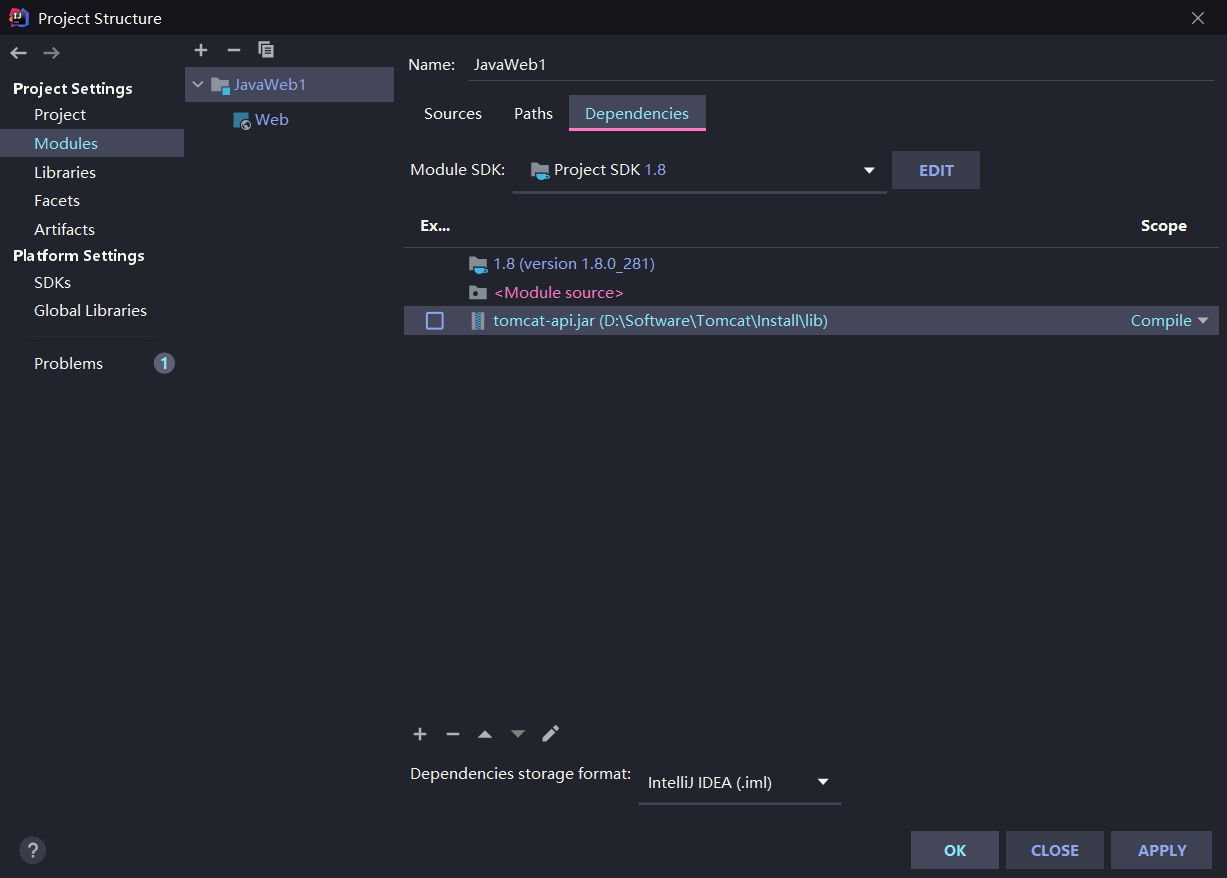 Project Structure
Project Settings
Project
Modules
Libraries
Facets
Artifacts
Platform Settings
SDKs
Global Libraries
Problems 1
JavaWeb1
Web
Name: JavaWeb1
Sources Paths Dependencies
Module SDK: Project SDK 1.8 EDIT
Ex... Scope
1.8 (version 1.8.0_281)
<Module source>
tomcat-api.jar (D:\Software\Tomcat\Install\lib) Compile
Dependencies storage format: IntelliJ IDEA (.iml)
? OK CLOSE APPLY